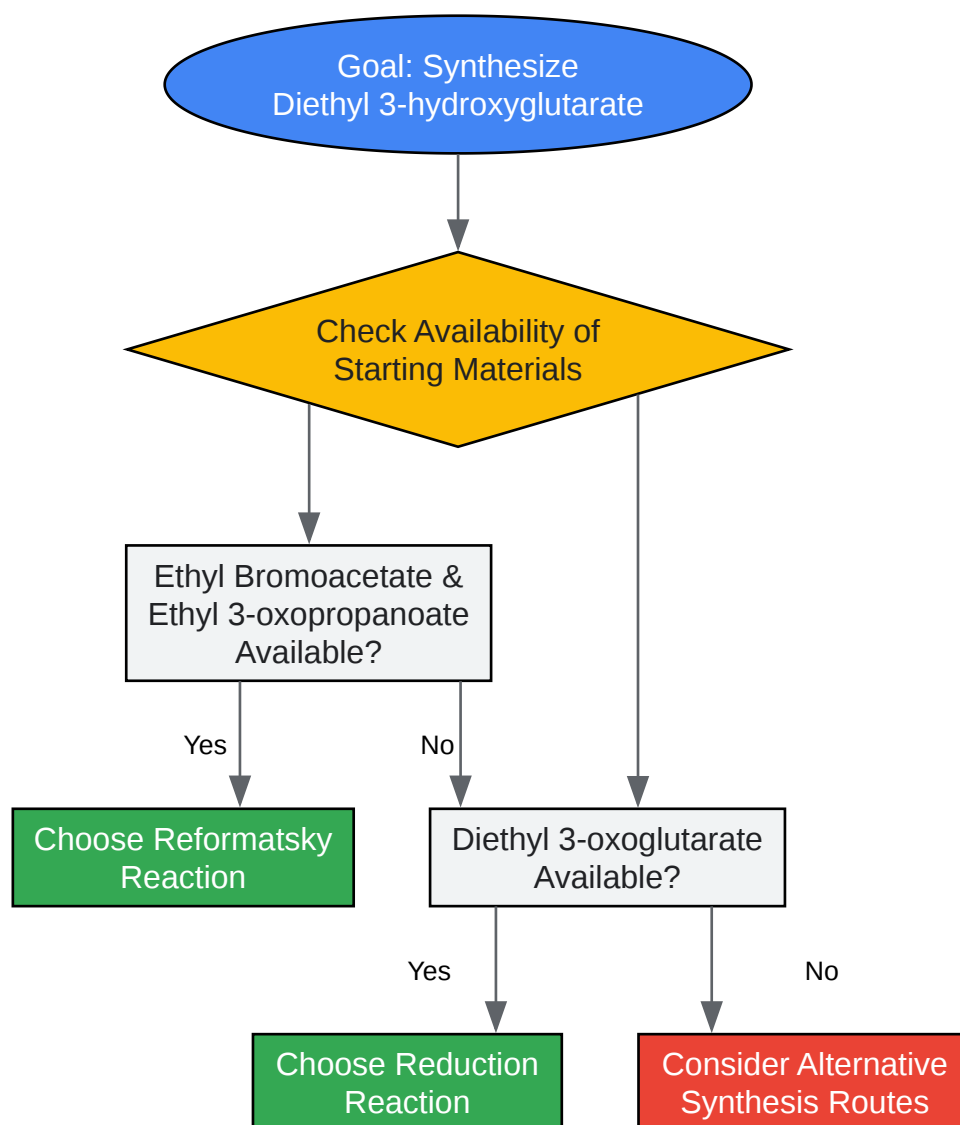 Goal: Synthesize
Diethyl 3-hydroxyglutarate
Check Availability of
Starting Materials
Ethyl Bromoacetate &
Ethyl 3-oxopropanoate
Available?
Yes
No
Choose Reformatsky
Reaction
Diethyl 3-oxoglutarate
Available?
Yes
No
Choose Reduction
Reaction
Consider Alternative
Synthesis Routes